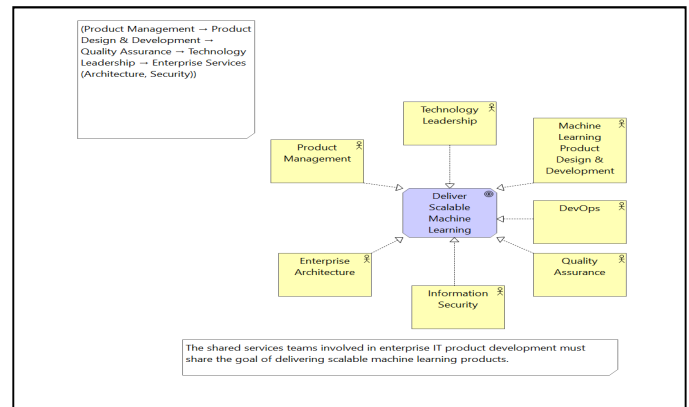 (Product Management → Product
Design & Development →
Quality Assurance → Technology
Leadership → Enterprise Services
(Architecture, Security))
Technology
Leadership
Machine
Learning
Product
Design &
Development
Product
Management
Deliver
Scalable
Machine
Learning
DevOps
Enterprise
Architecture
Quality
Assurance
Information
Security
The shared services teams involved in enterprise IT product development must
share the goal of delivering scalable machine learning products.